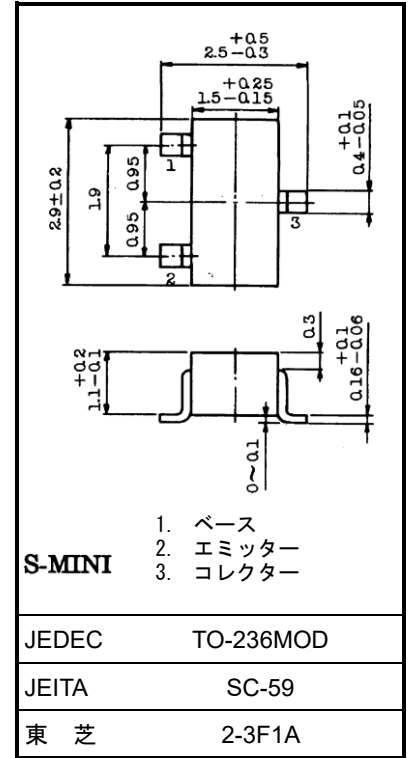 +0.5
2.5-0.3
+0.25
1.5-0.15
+0.1
0.4-0.05
2.9±0.2
1.9
0.95
0.95
1
2
3
+0.2
1.1-0.1
0.3
+0.1
0.16-0.06
0~0.1
S-MINI
1. ベース
2. エミッター
3. コレクター
JEDEC TO-236MOD
JEITA SC-59
東 芝 2-3F1A